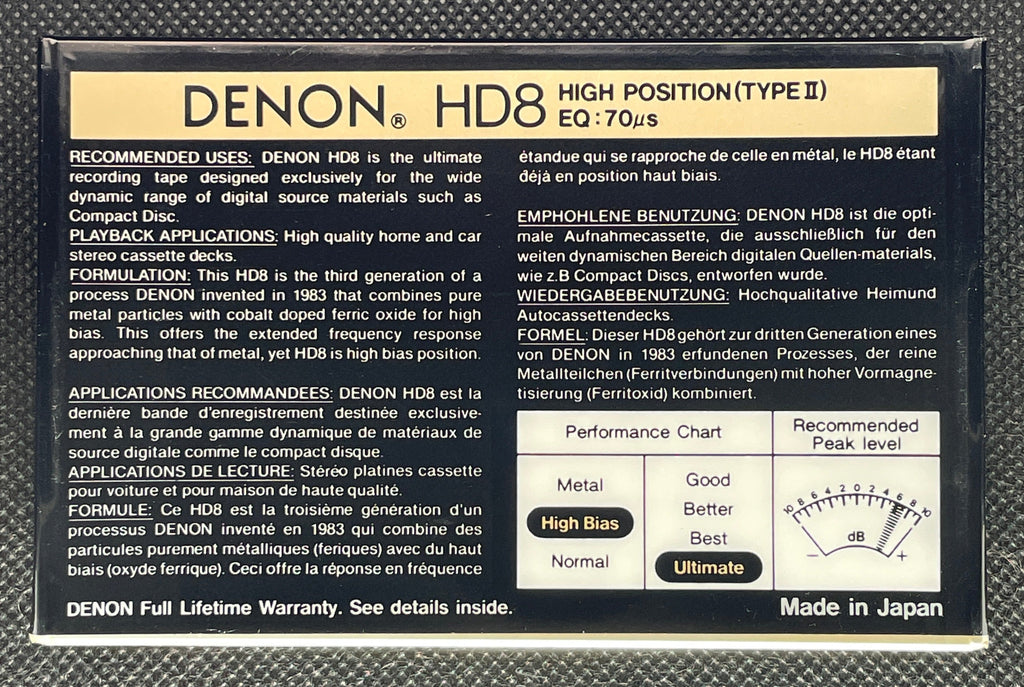 DENON® HD8 HIGH POSITION (TYPE II)
EQ : 70µs
RECOMMENDED USES: DENON HD8 is the ultimate
recording tape designed exclusively for the wide
dynamic range of digital source materials such as
Compact Disc.
PLAYBACK APPLICATIONS: High quality home and car
stereo cassette decks.
FORMULATION: This HD8 is the third generation of a
process DENON invented in 1983 that combines pure
metal particles with cobalt doped ferric oxide for high
bias. This offers the extended frequency response
approaching that of metal, yet HD8 is high bias position.
APPLICATIONS RECOMMANDEES: DENON HD8 est la
dernière bande d'enregistrement destinée exclusive-
ment à la grande gamme dynamique de matériaux de
source digitale comme le compact disque.
APPLICATIONS DE LECTURE: Stéréo platines cassette
pour voiture et pour maison de haute qualité.
FORMULE: Ce HD8 est la troisième génération d'un
processus DENON inventé en 1983 qui combine des
particules purement métalliques (feriques) avec du haut
biais (oxyde ferrique). Ceci offre la réponse en fréquence
étandue qui se rapproche de celle en métal, le HD8 étant
déjà en position haut biais.
EMPHOHLENE BENUTZUNG: DENON HD8 ist die opti-
male Aufnahmecassette, die ausschließlich für den
weiten dynamischen Bereich digitalen Quellen-materials,
wie z.B Compact Discs, entworfen wurde.
WIEDERGABEBENUTZUNG: Hochqualitative Heimund
Autocassettendecks.
FORMEL: Dieser HD8 gehört zur dritten Generation eines
von DENON in 1983 erfundenen Prozesses, der reine
Metallteilchen (Ferritverbindungen) mit hoher Vormagne-
tisierung (Ferritoxid) kombiniert.
Performance Chart
Metal
High Bias
Normal
Good
Better
Best
Ultimate
Recommended
Peak level
10 8 6 4 2 0 2 4 6 8 10
dB
− +
DENON Full Lifetime Warranty. See details inside.
Made in Japan